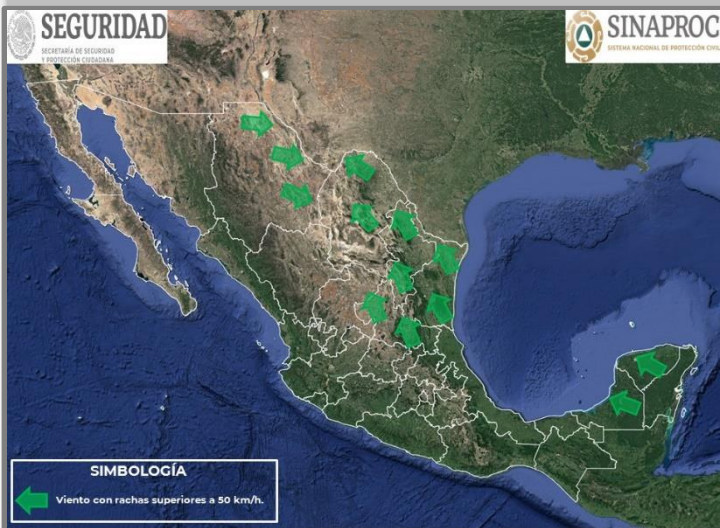 SEGURIDAD
SECRETARÍA DE SEGURIDAD
Y PROTECCIÓN CIUDADANA
SINAPROC
SISTEMA NACIONAL DE PROTECCIÓN CIVIL
SIMBOLOGÍA
Viento con rachas superiores a 50 km/h.